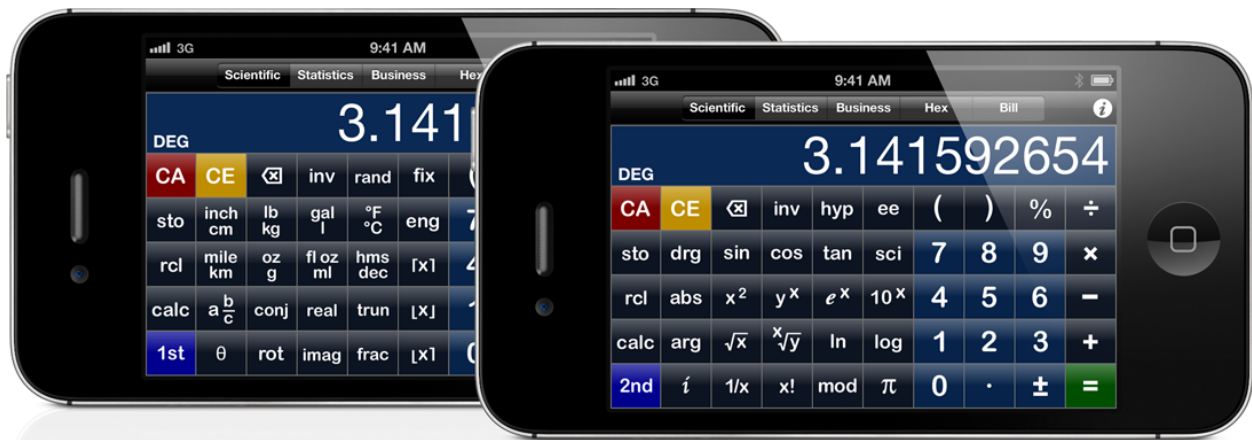 3G 9:41 AM
Scientific Statistics Business
DEG 3.141
CA CE inv rand fix
sto inch cm lb kg gal l °F °C eng
rcl mile km oz g fl oz ml hms dec ⌈x⌉
calc a b/c conj real trun ⌊x⌋
1st θ rot imag frac ⌊x⌉
3G 9:41 AM
Scientific Statistics Business Hex Bill i
DEG 3.141592654
CA CE inv hyp ee ( ) % ÷
sto drg sin cos tan sci 7 8 9 ×
rcl abs x² yˣ eˣ 10ˣ 4 5 6 −
calc arg √x ˣ√y ln log 1 2 3 +
2nd i 1/x x! mod π 0 · ± =